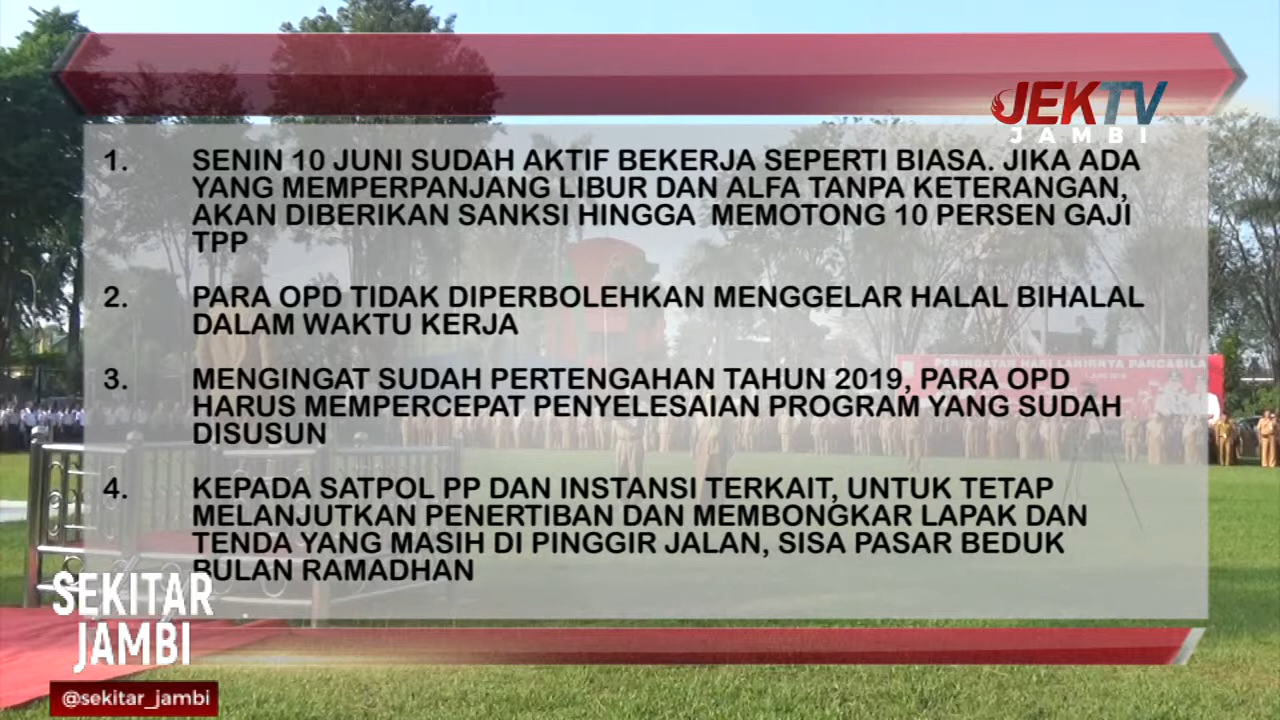 JEKTV
JAMBI
1. SENIN 10 JUNI SUDAH AKTIF BEKERJA SEPERTI BIASA. JIKA ADA
YANG MEMPERPANJANG LIBUR DAN ALFA TANPA KETERANGAN,
AKAN DIBERIKAN SANKSI HINGGA MEMOTONG 10 PERSEN GAJI
TPP
2. PARA OPD TIDAK DIPERBOLEHKAN MENGGELAR HALAL BIHALAL
DALAM WAKTU KERJA
PERINGATAN HARI LAHIRNYA PANCASILA
3. MENGINGAT SUDAH PERTENGAHAN TAHUN 2019, PARA OPD
HARUS MEMPERCEPAT PENYELESAIAN PROGRAM YANG SUDAH
DISUSUN
4. KEPADA SATPOL PP DAN INSTANSI TERKAIT, UNTUK TETAP
MELANJUTKAN PENERTIBAN DAN MEMBONGKAR LAPAK DAN
TENDA YANG MASIH DI PINGGIR JALAN, SISA PASAR BEDUK
BULAN RAMADHAN
SEKITAR
JAMBI
@sekitar_jambi